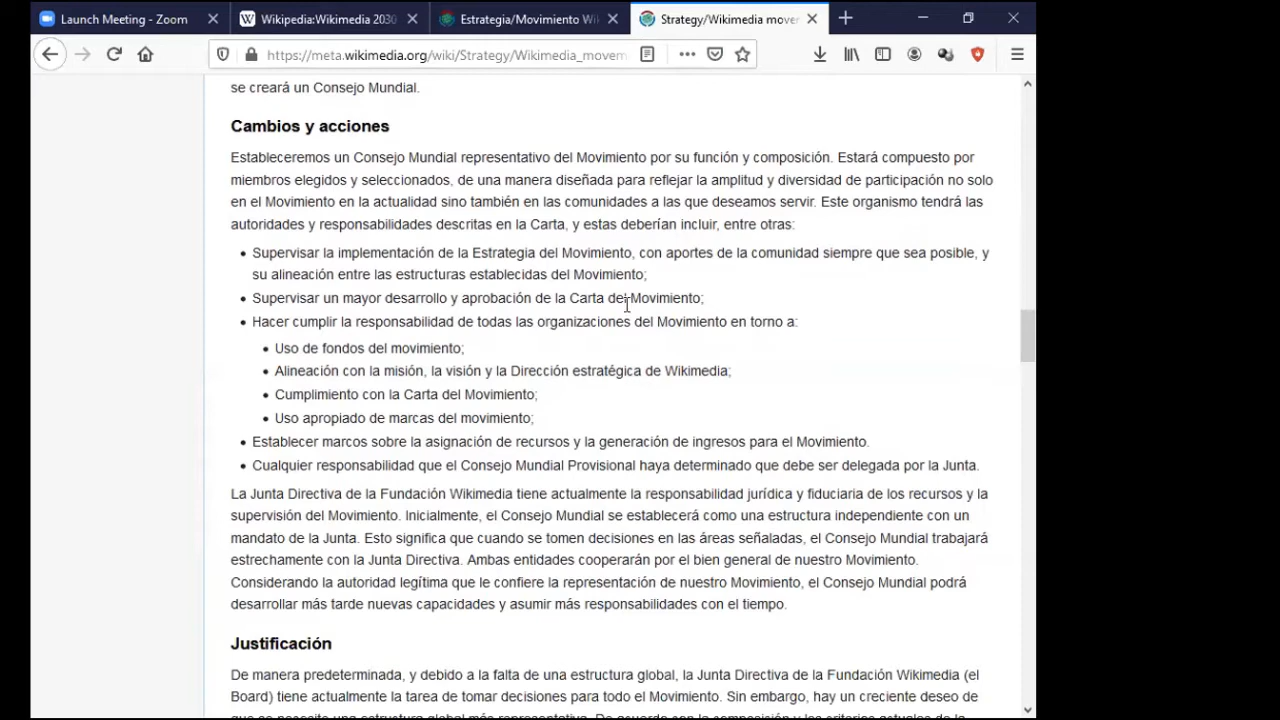 Launch Meeting - Zoom
Wikipedia:Wikimedia 2030
Estrategia/Movimiento Wi
Strategy/Wikimedia mover
https://meta.wikimedia.org/wiki/Strategy/Wikimedia_movem
se creará un Consejo Mundial.
Cambios y acciones
Estableceremos un Consejo Mundial representativo del Movimiento por su función y composición. Estará compuesto por
miembros elegidos y seleccionados, de una manera diseñada para reflejar la amplitud y diversidad de participación no solo
en el Movimiento en la actualidad sino también en las comunidades a las que deseamos servir. Este organismo tendrá las
autoridades y responsabilidades descritas en la Carta, y estas deberían incluir, entre otras:
• Supervisar la implementación de la Estrategia del Movimiento, con aportes de la comunidad siempre que sea posible, y
su alineación entre las estructuras establecidas del Movimiento;
• Supervisar un mayor desarrollo y aprobación de la Carta del Movimiento;
• Hacer cumplir la responsabilidad de todas las organizaciones del Movimiento en torno a:
• Uso de fondos del movimiento;
• Alineación con la misión, la visión y la Dirección estratégica de Wikimedia;
• Cumplimiento con la Carta del Movimiento;
• Uso apropiado de marcas del movimiento;
• Establecer marcos sobre la asignación de recursos y la generación de ingresos para el Movimiento.
• Cualquier responsabilidad que el Consejo Mundial Provisional haya determinado que debe ser delegada por la Junta.
La Junta Directiva de la Fundación Wikimedia tiene actualmente la responsabilidad jurídica y fiduciaria de los recursos y la
supervisión del Movimiento. Inicialmente, el Consejo Mundial se establecerá como una estructura independiente con un
mandato de la Junta. Esto significa que cuando se tomen decisiones en las áreas señaladas, el Consejo Mundial trabajará
estrechamente con la Junta Directiva. Ambas entidades cooperarán por el bien general de nuestro Movimiento.
Considerando la autoridad legítima que le confiere la representación de nuestro Movimiento, el Consejo Mundial podrá
desarrollar más tarde nuevas capacidades y asumir más responsabilidades con el tiempo.
Justificación
De manera predeterminada, y debido a la falta de una estructura global, la Junta Directiva de la Fundación Wikimedia (el
Board) tiene actualmente la tarea de tomar decisiones para todo el Movimiento. Sin embargo, hay un creciente deseo de